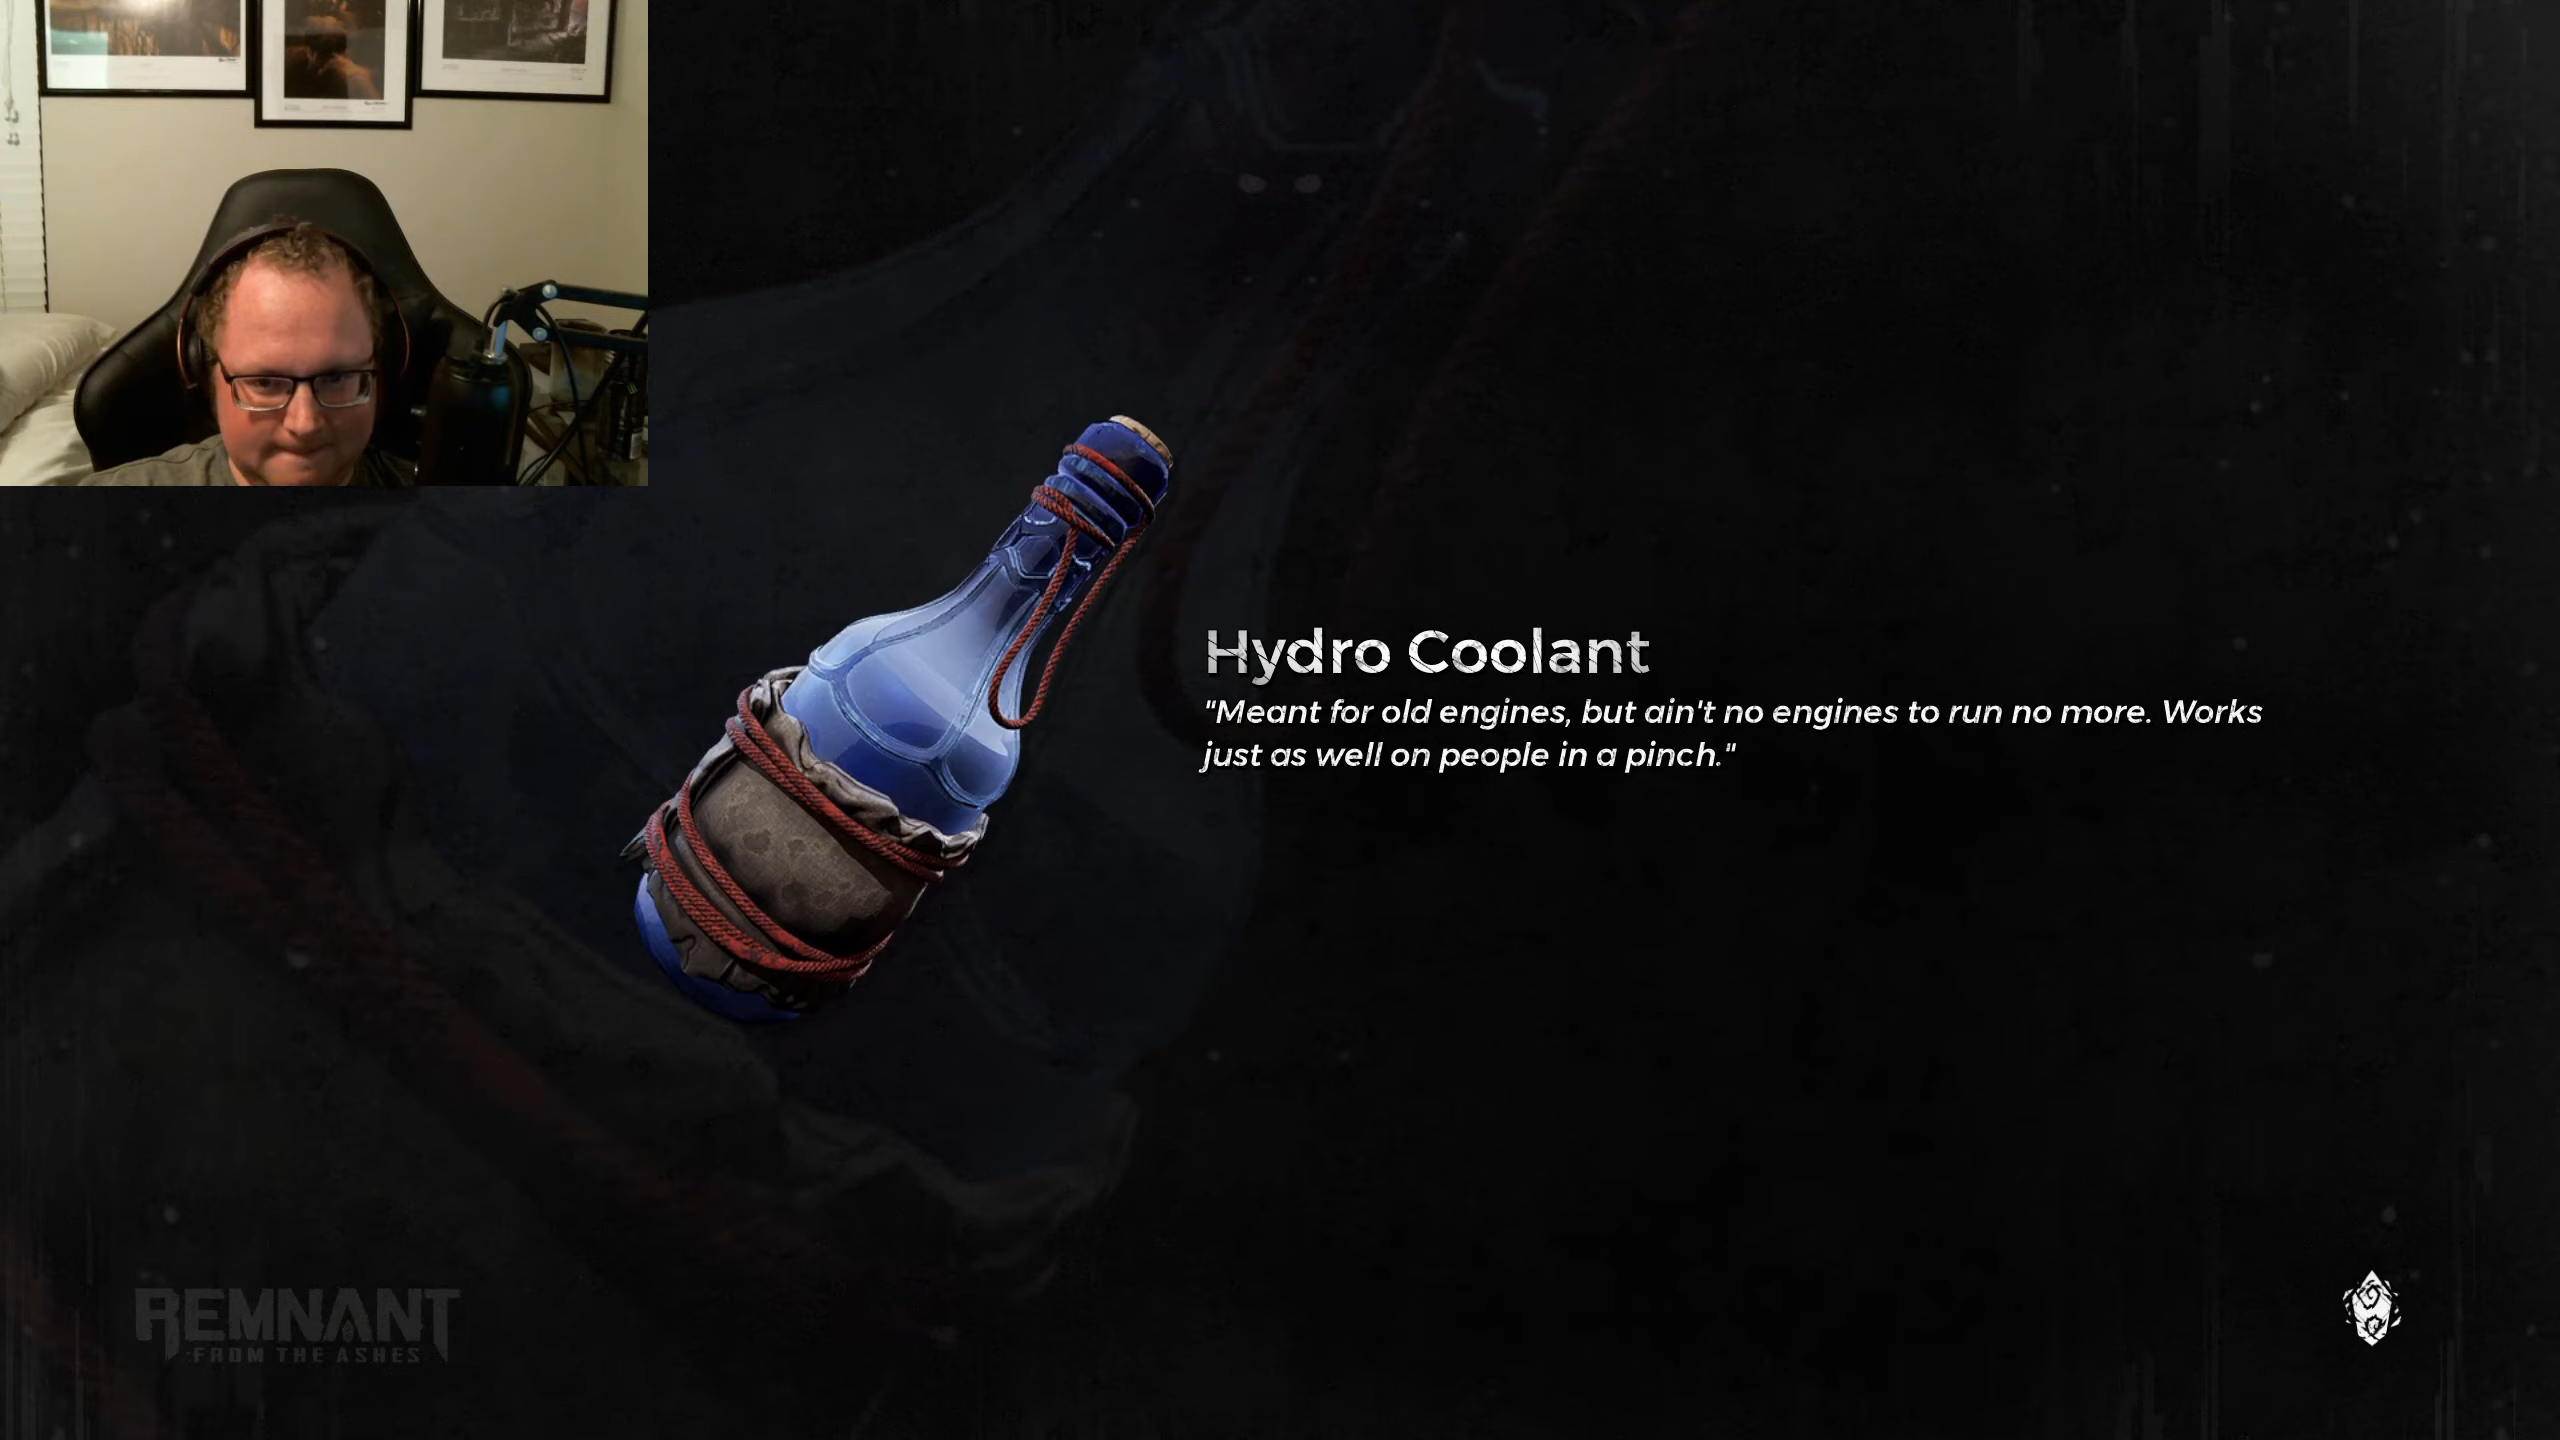 Hydro Coolant
"Meant for old engines, but ain't no engines to run no more. Works
just as well on people in a pinch."
REMNANT
FROM THE ASHES